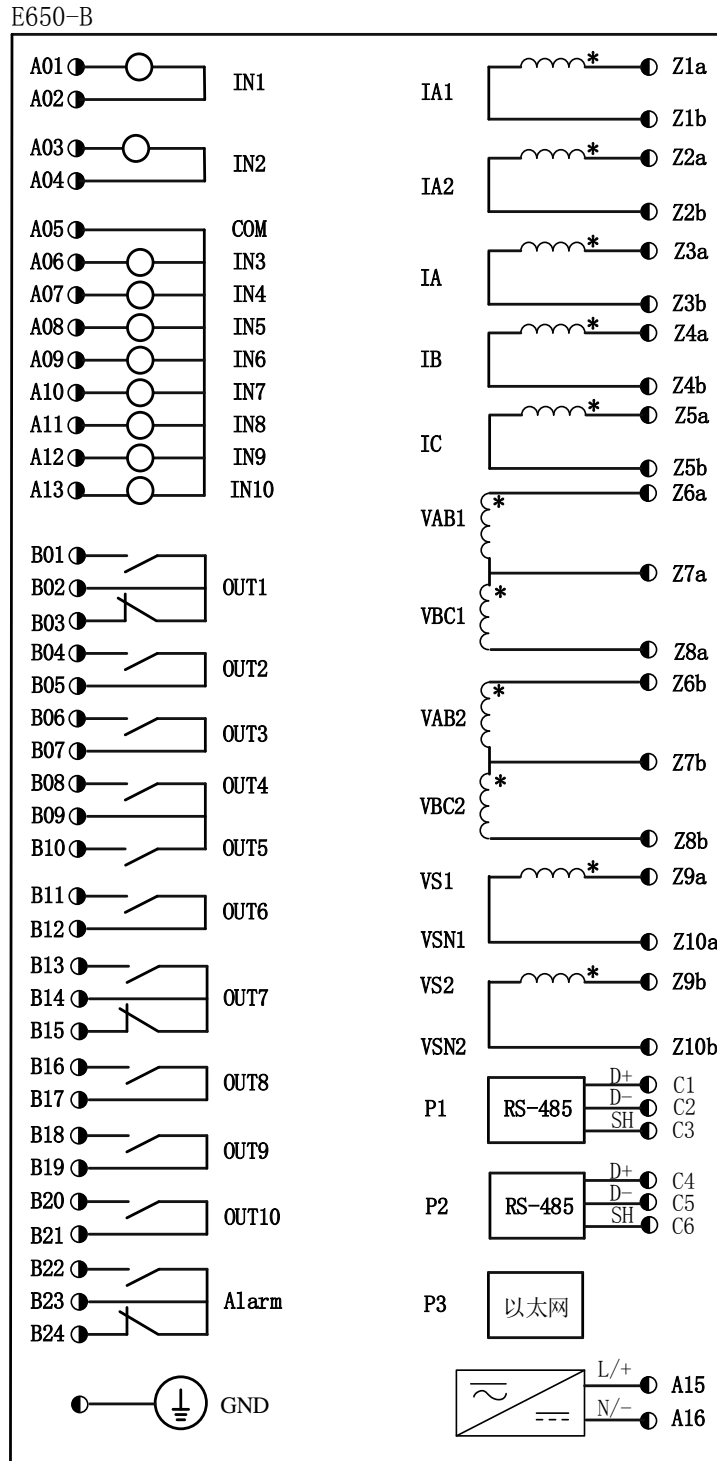 E650-B
A01
A02
IN1
A03
A04
IN2
A05 COM
A06 IN3
A07 IN4
A08 IN5
A09 IN6
A10 IN7
A11 IN8
A12 IN9
A13 IN10
B01
B02 OUT1
B03
B04
B05
OUT2
B06
B07
OUT3
B08 OUT4
B09
B10 OUT5
B11
B12
OUT6
B13
B14 OUT7
B15
B16
B17
OUT8
B18
B19
OUT9
B20
B21
OUT10
B22
B23 Alarm
B24
GND
IA1
* Z1a
Z1b
IA2
* Z2a
Z2b
IA
* Z3a
Z3b
IB
* Z4a
Z4b
IC
* Z5a
Z5b
VAB1 * Z6a
Z7a
VBC1 *
Z8a
VAB2 * Z6b
Z7b
VBC2 *
Z8b
VS1 * Z9a
VSN1 Z10a
VS2 * Z9b
VSN2 Z10b
P1 RS-485
D+ C1
D- C2
SH C3
P2 RS-485
D+ C4
D- C5
SH C6
P3 以太网
L/+ A15
N/- A16